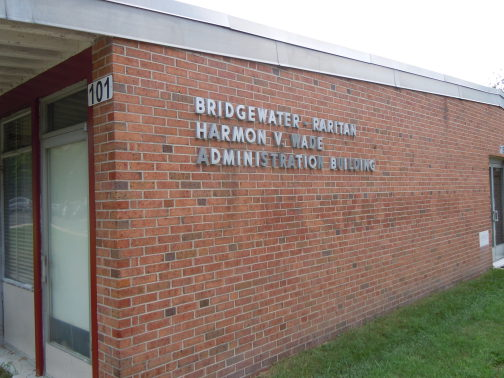 101
BRIDGEWATER - RARITAN
HARMON V. WADE
ADMINISTRATION BUILDING